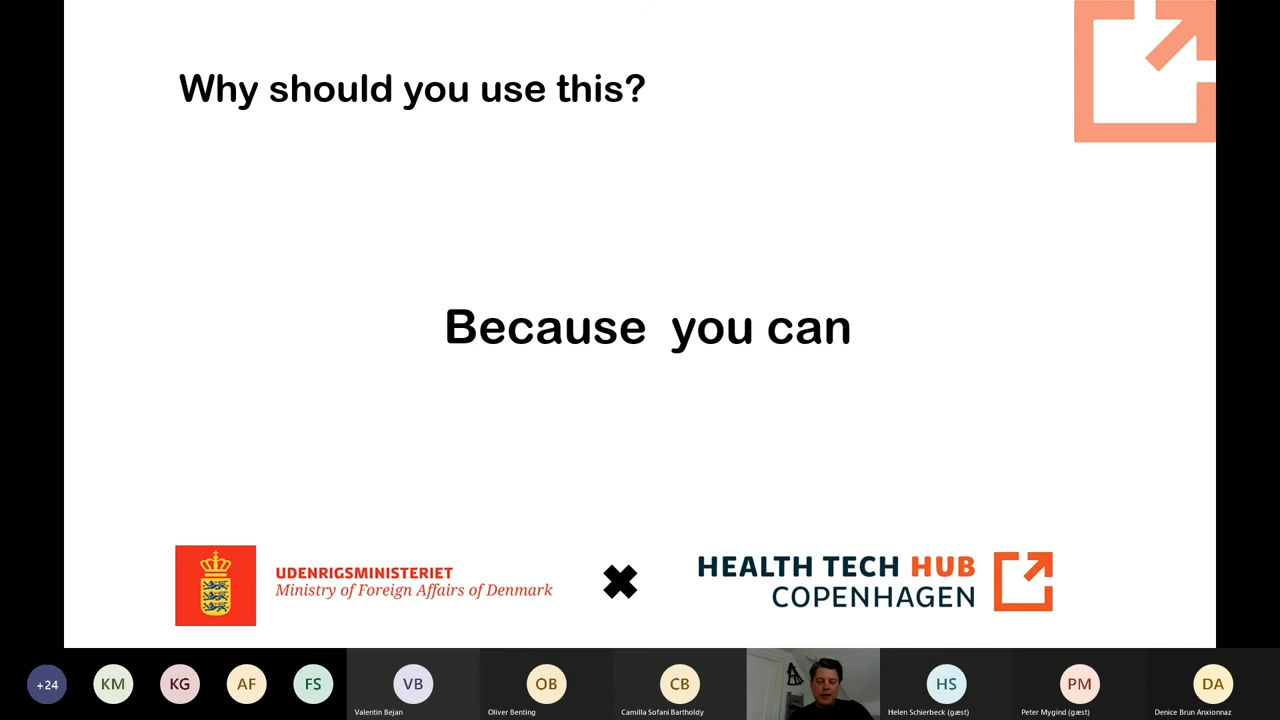 Why should you use this?
Because you can
UDENRIGSMINISTERIET
Ministry of Foreign Affairs of Denmark
HEALTH TECH HUB
COPENHAGEN
+24
KM
KG
AF
FS
VB
Valentin Bejan
OB
Oliver Benting
CB
Camilla Sofani Bartholdy
HS
Helen Schierbeck (gæst)
PM
Peter Mygind (gæst)
DA
Denice Brun Anxionnaz